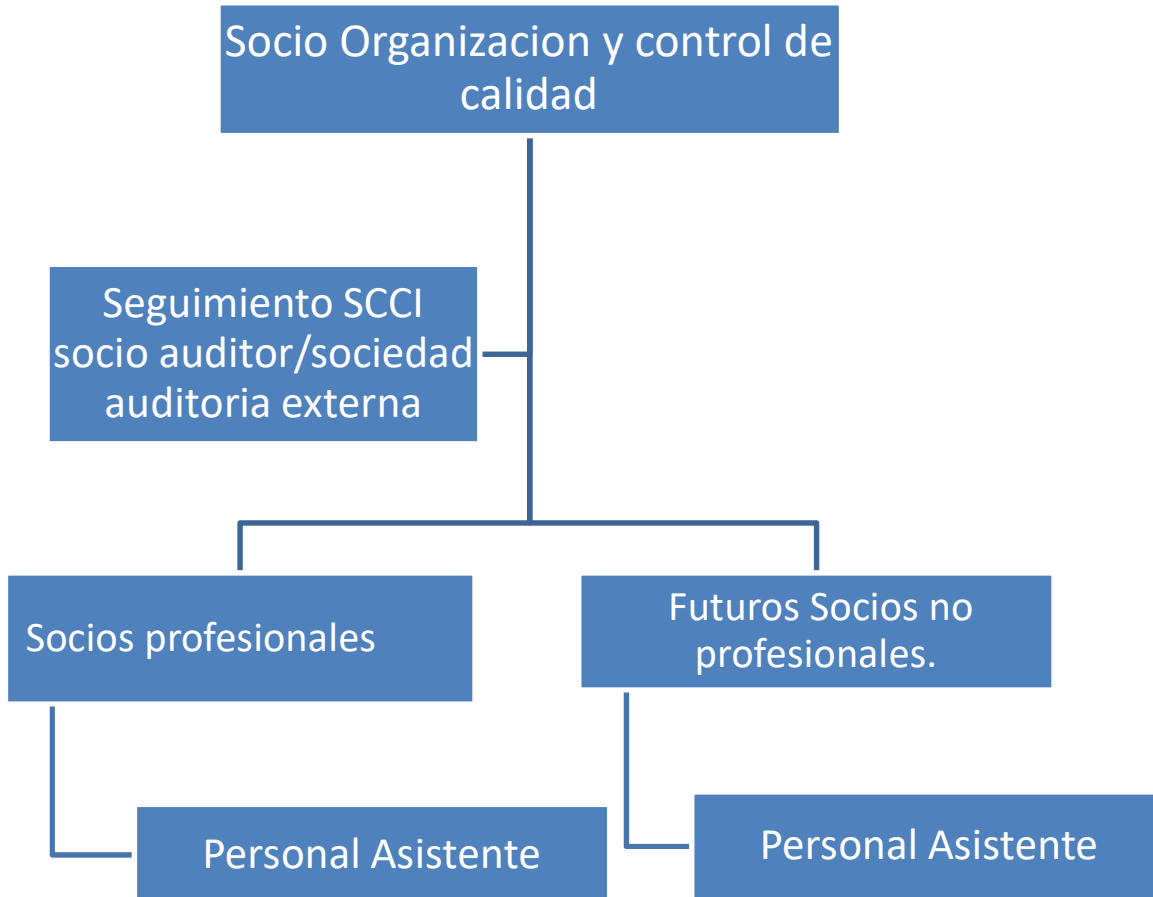 Socio Organizacion y control de
calidad
Seguimiento SCCI
socio auditor/sociedad
auditoria externa
Socios profesionales
Futuros Socios no
profesionales.
Personal Asistente
Personal Asistente